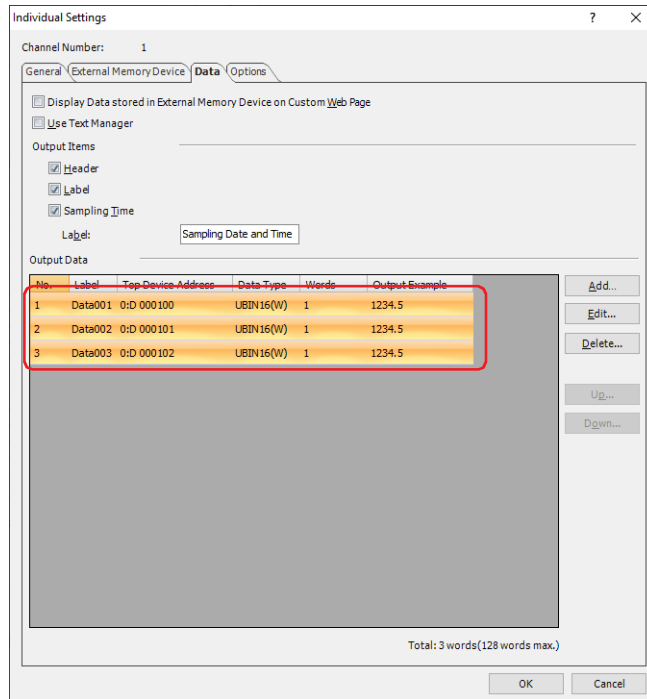 Individual Settings ? ×
Channel Number: 1
General External Memory Device Data Options
Display Data stored in External Memory Device on Custom Web Page
Use Text Manager
Output Items
Header
Label
Sampling Time
Label: Sampling Date and Time
Output Data
No. Label Top Device Address Data Type Words Output Example
1 Data001 0:D 000100 UBIN16(W) 1 1234.5
2 Data002 0:D 000101 UBIN16(W) 1 1234.5
3 Data003 0:D 000102 UBIN16(W) 1 1234.5
Add...
Edit...
Delete...
Up...
Down...
Total: 3 words(128 words max.)
OK Cancel